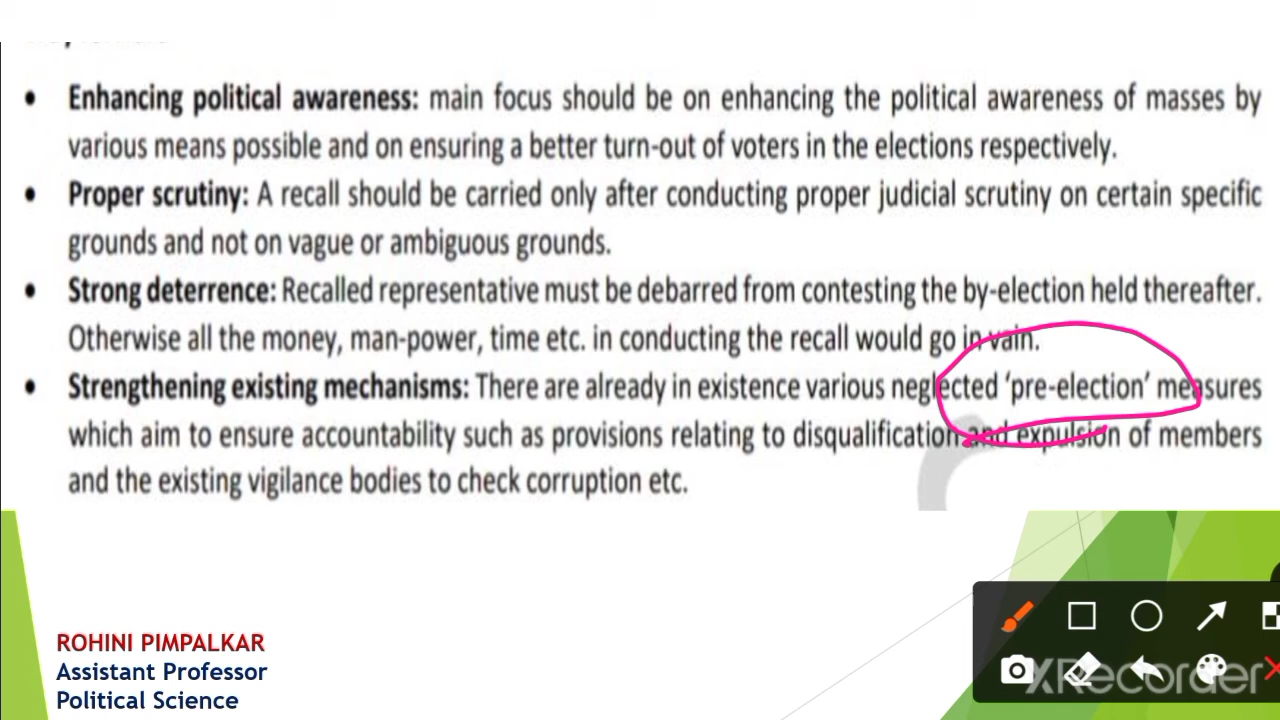 • Enhancing political awareness: main focus should be on enhancing the political awareness of masses by
various means possible and on ensuring a better turn-out of voters in the elections respectively.
• Proper scrutiny: A recall should be carried only after conducting proper judicial scrutiny on certain specific
grounds and not on vague or ambiguous grounds.
• Strong deterrence: Recalled representative must be debarred from contesting the by-election held thereafter.
Otherwise all the money, man-power, time etc. in conducting the recall would go in vain.
• Strengthening existing mechanisms: There are already in existence various neglected ‘pre-election’ measures
which aim to ensure accountability such as provisions relating to disqualification and expulsion of members
and the existing vigilance bodies to check corruption etc.
ROHINI PIMPALKAR
Assistant Professor
Political Science
XRecorder